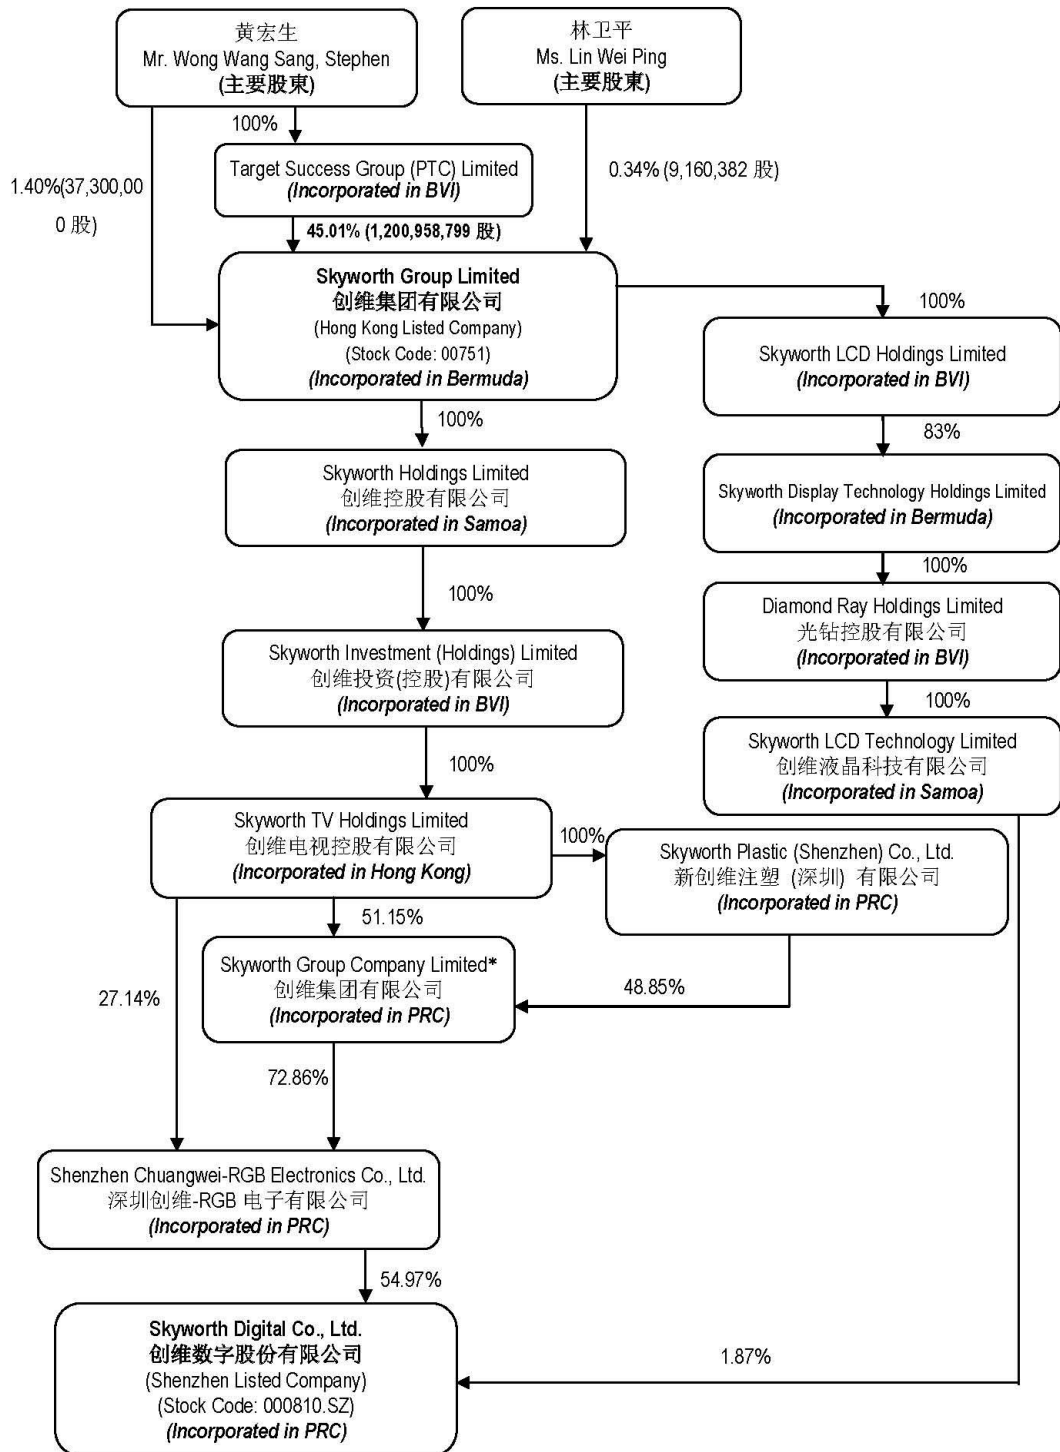 黄宏生
Mr. Wong Wang Sang, Stephen
(主要股東)
林卫平
Ms. Lin Wei Ping
(主要股東)
100%
1.40%(37,300,00
0 股)
Target Success Group (PTC) Limited
(Incorporated in BVI)
0.34% (9,160,382 股)
45.01% (1,200,958,799 股)
Skyworth Group Limited
创维集团有限公司
(Hong Kong Listed Company)
(Stock Code: 00751)
(Incorporated in Bermuda)
100%
Skyworth LCD Holdings Limited
(Incorporated in BVI)
100%
83%
Skyworth Holdings Limited
创维控股有限公司
(Incorporated in Samoa)
Skyworth Display Technology Holdings Limited
(Incorporated in Bermuda)
100%
100%
Diamond Ray Holdings Limited
光钻控股有限公司
(Incorporated in BVI)
Skyworth Investment (Holdings) Limited
创维投资(控股)有限公司
(Incorporated in BVI)
100%
100%
Skyworth LCD Technology Limited
创维液晶科技有限公司
(Incorporated in Samoa)
Skyworth TV Holdings Limited
创维电视控股有限公司
(Incorporated in Hong Kong)
100%
Skyworth Plastic (Shenzhen) Co., Ltd.
新创维注塑 (深圳) 有限公司
(Incorporated in PRC)
51.15%
27.14%
Skyworth Group Company Limited*
创维集团有限公司
(Incorporated in PRC)
48.85%
72.86%
Shenzhen Chuangwei-RGB Electronics Co., Ltd.
深圳创维-RGB 电子有限公司
(Incorporated in PRC)
54.97%
Skyworth Digital Co., Ltd.
创维数字股份有限公司
(Shenzhen Listed Company)
(Stock Code: 000810.SZ)
(Incorporated in PRC)
1.87%